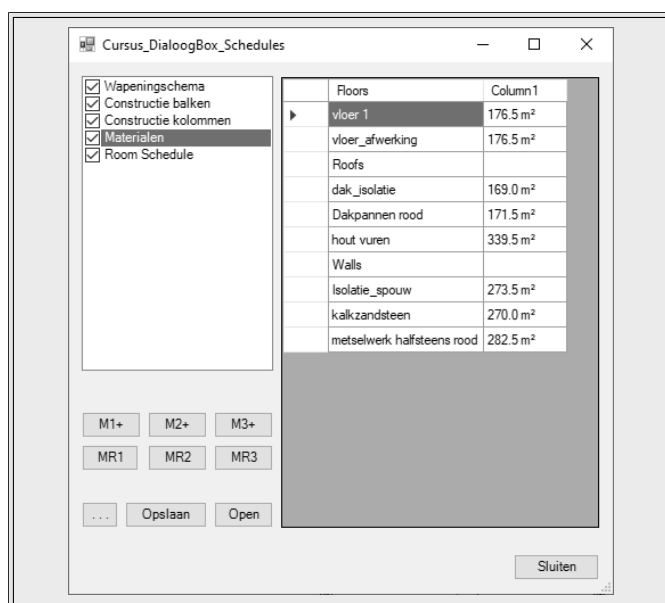 Cursus_DialoogBox_Schedules
Wapeningschema
Constructie balken
Constructie kolommen
Materialen
Room Schedule
Floors Column1
vloer 1 176.5 m²
vloer_afwerking 176.5 m²
Roofs
dak_isolatie 169.0 m²
Dakpannen rood 171.5 m²
hout vuren 339.5 m²
Walls
Isolatie_spouw 273.5 m²
kalkzandsteen 270.0 m²
metselwerk halfsteens rood 282.5 m²
M1+ M2+ M3+
MR1 MR2 MR3
... Opslaan Open
Sluiten